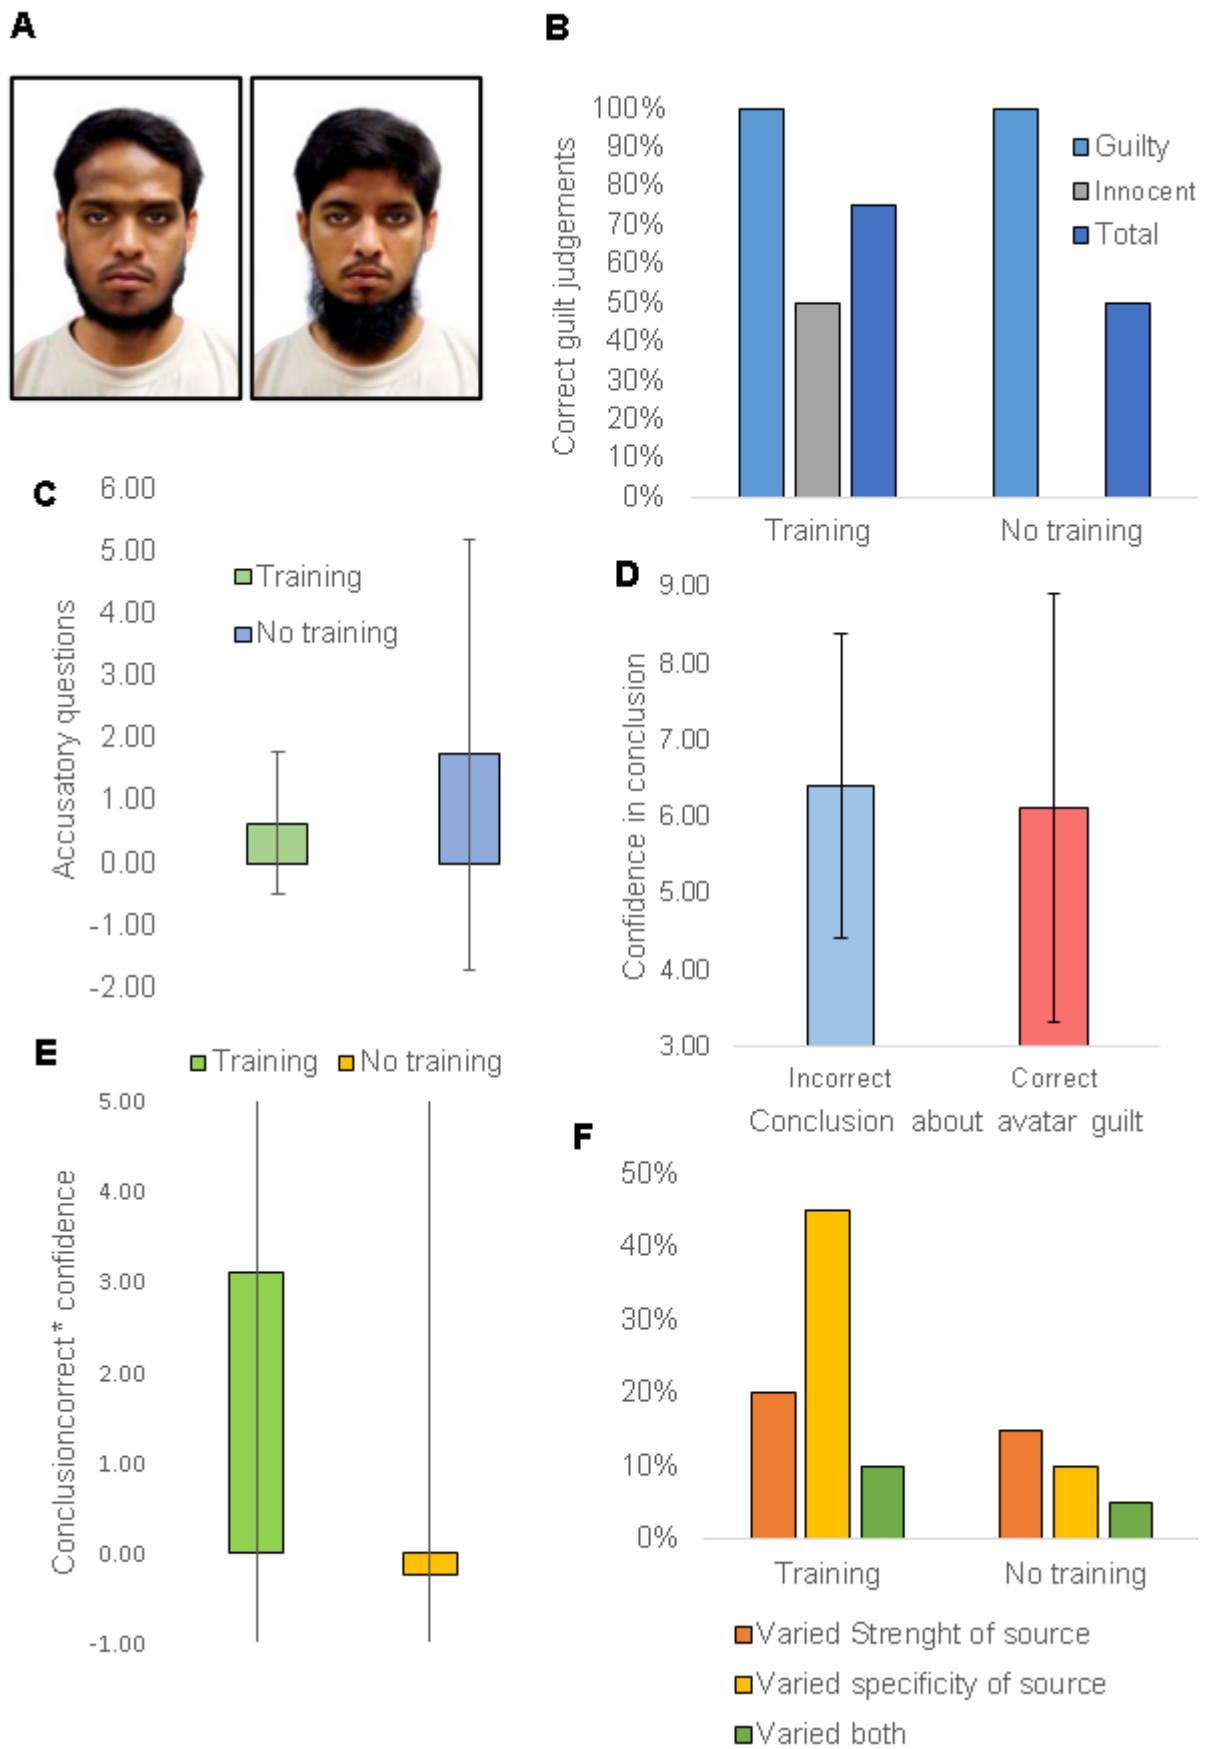 A
B
Correct guilt judgements
100%
90%
80%
70%
60%
50%
40%
30%
20%
10%
0%
Guilty
Innocent
Total
Training
No training
C
Accusatory questions
6.00
5.00
4.00
3.00
2.00
1.00
0.00
-1.00
-2.00
Training
No training
D
Confidence in conclusion
9.00
8.00
7.00
6.00
5.00
4.00
3.00
Incorrect
Correct
Conclusion about avatar guilt
E
Training
No training
Conclusioncorrect* confidence
5.00
4.00
3.00
2.00
1.00
0.00
-1.00
F
50%
40%
30%
20%
10%
0%
Training
No training
Varied Strenght of source
Varied specificity of source
Varied both